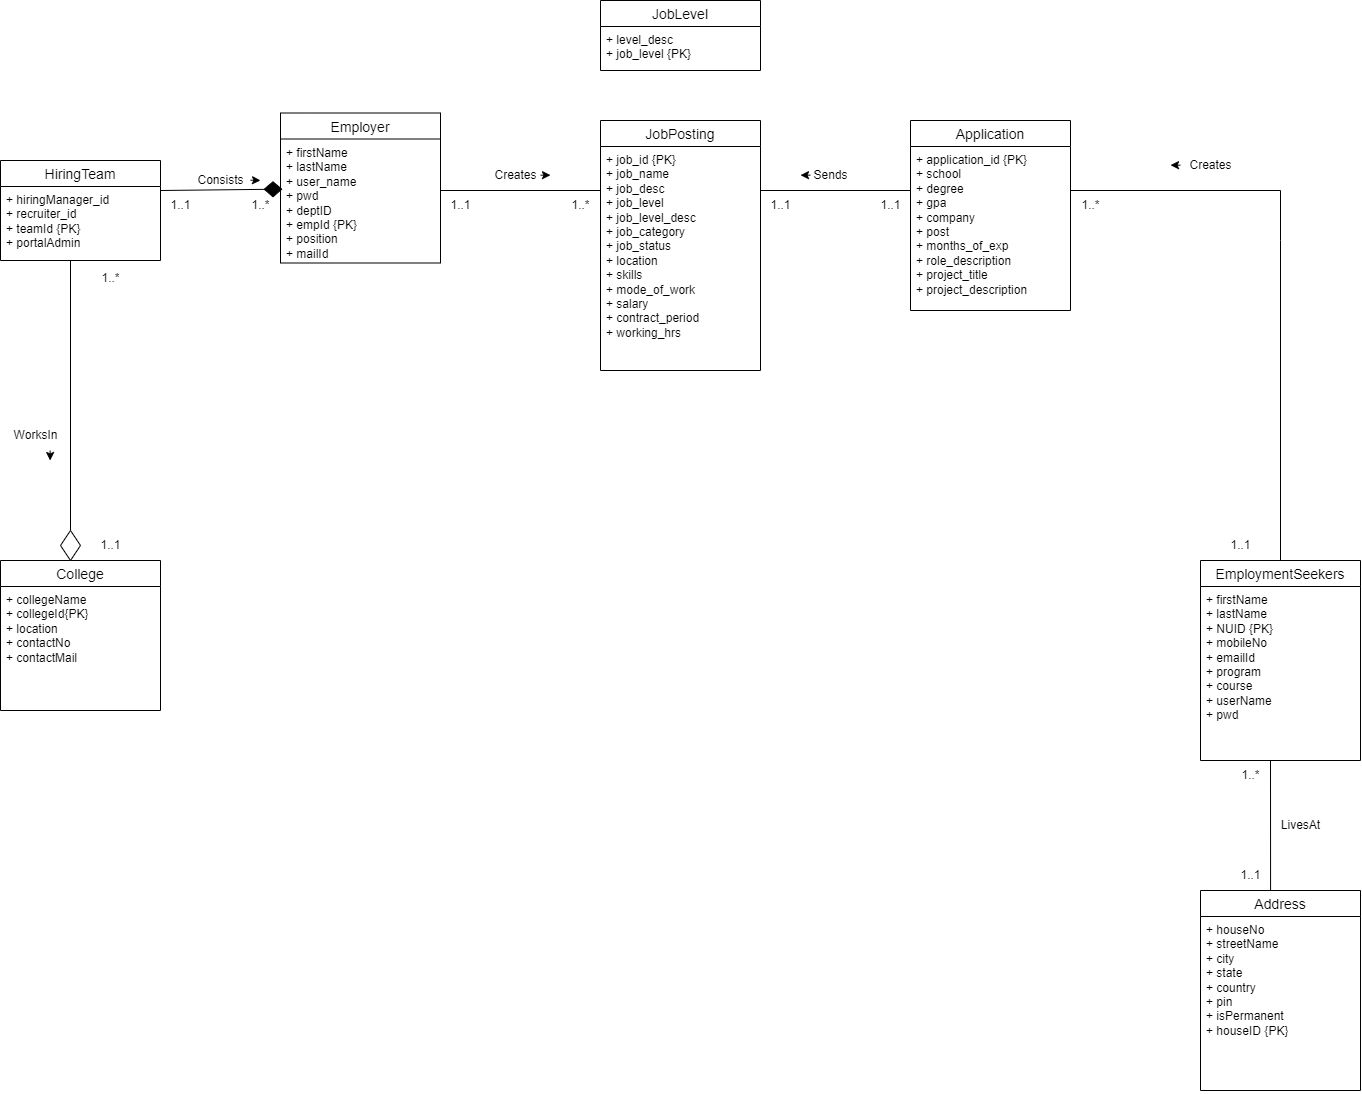 JobLevel
+ level_desc
+ job_level {PK}
HiringTeam
+ hiringManager_id
+ recruiter_id
+ teamId {PK}
+ portalAdmin
Consists
1..1
1..*
Employer
+ firstName
+ lastName
+ user_name
+ pwd
+ deptID
+ empId {PK}
+ position
+ mailId
Creates
1..1
1..*
JobPosting
+ job_id {PK}
+ job_name
+ job_desc
+ job_level
+ job_level_desc
+ job_category
+ job_status
+ location
+ skills
+ mode_of_work
+ salary
+ contract_period
+ working_hrs
Sends
1..1
1..1
Application
+ application_id {PK}
+ school
+ degree
+ gpa
+ company
+ post
+ months_of_exp
+ role_description
+ project_title
+ project_description
Creates
1..*
1..*
WorksIn
1..1
1..1
College
+ collegeName
+ collegeId{PK}
+ location
+ contactNo
+ contactMail
EmploymentSeekers
+ firstName
+ lastName
+ NUID {PK}
+ mobileNo
+ emailId
+ program
+ course
+ userName
+ pwd
1..*
LivesAt
1..1
Address
+ houseNo
+ streetName
+ city
+ state
+ country
+ pin
+ isPermanent
+ houseID {PK}